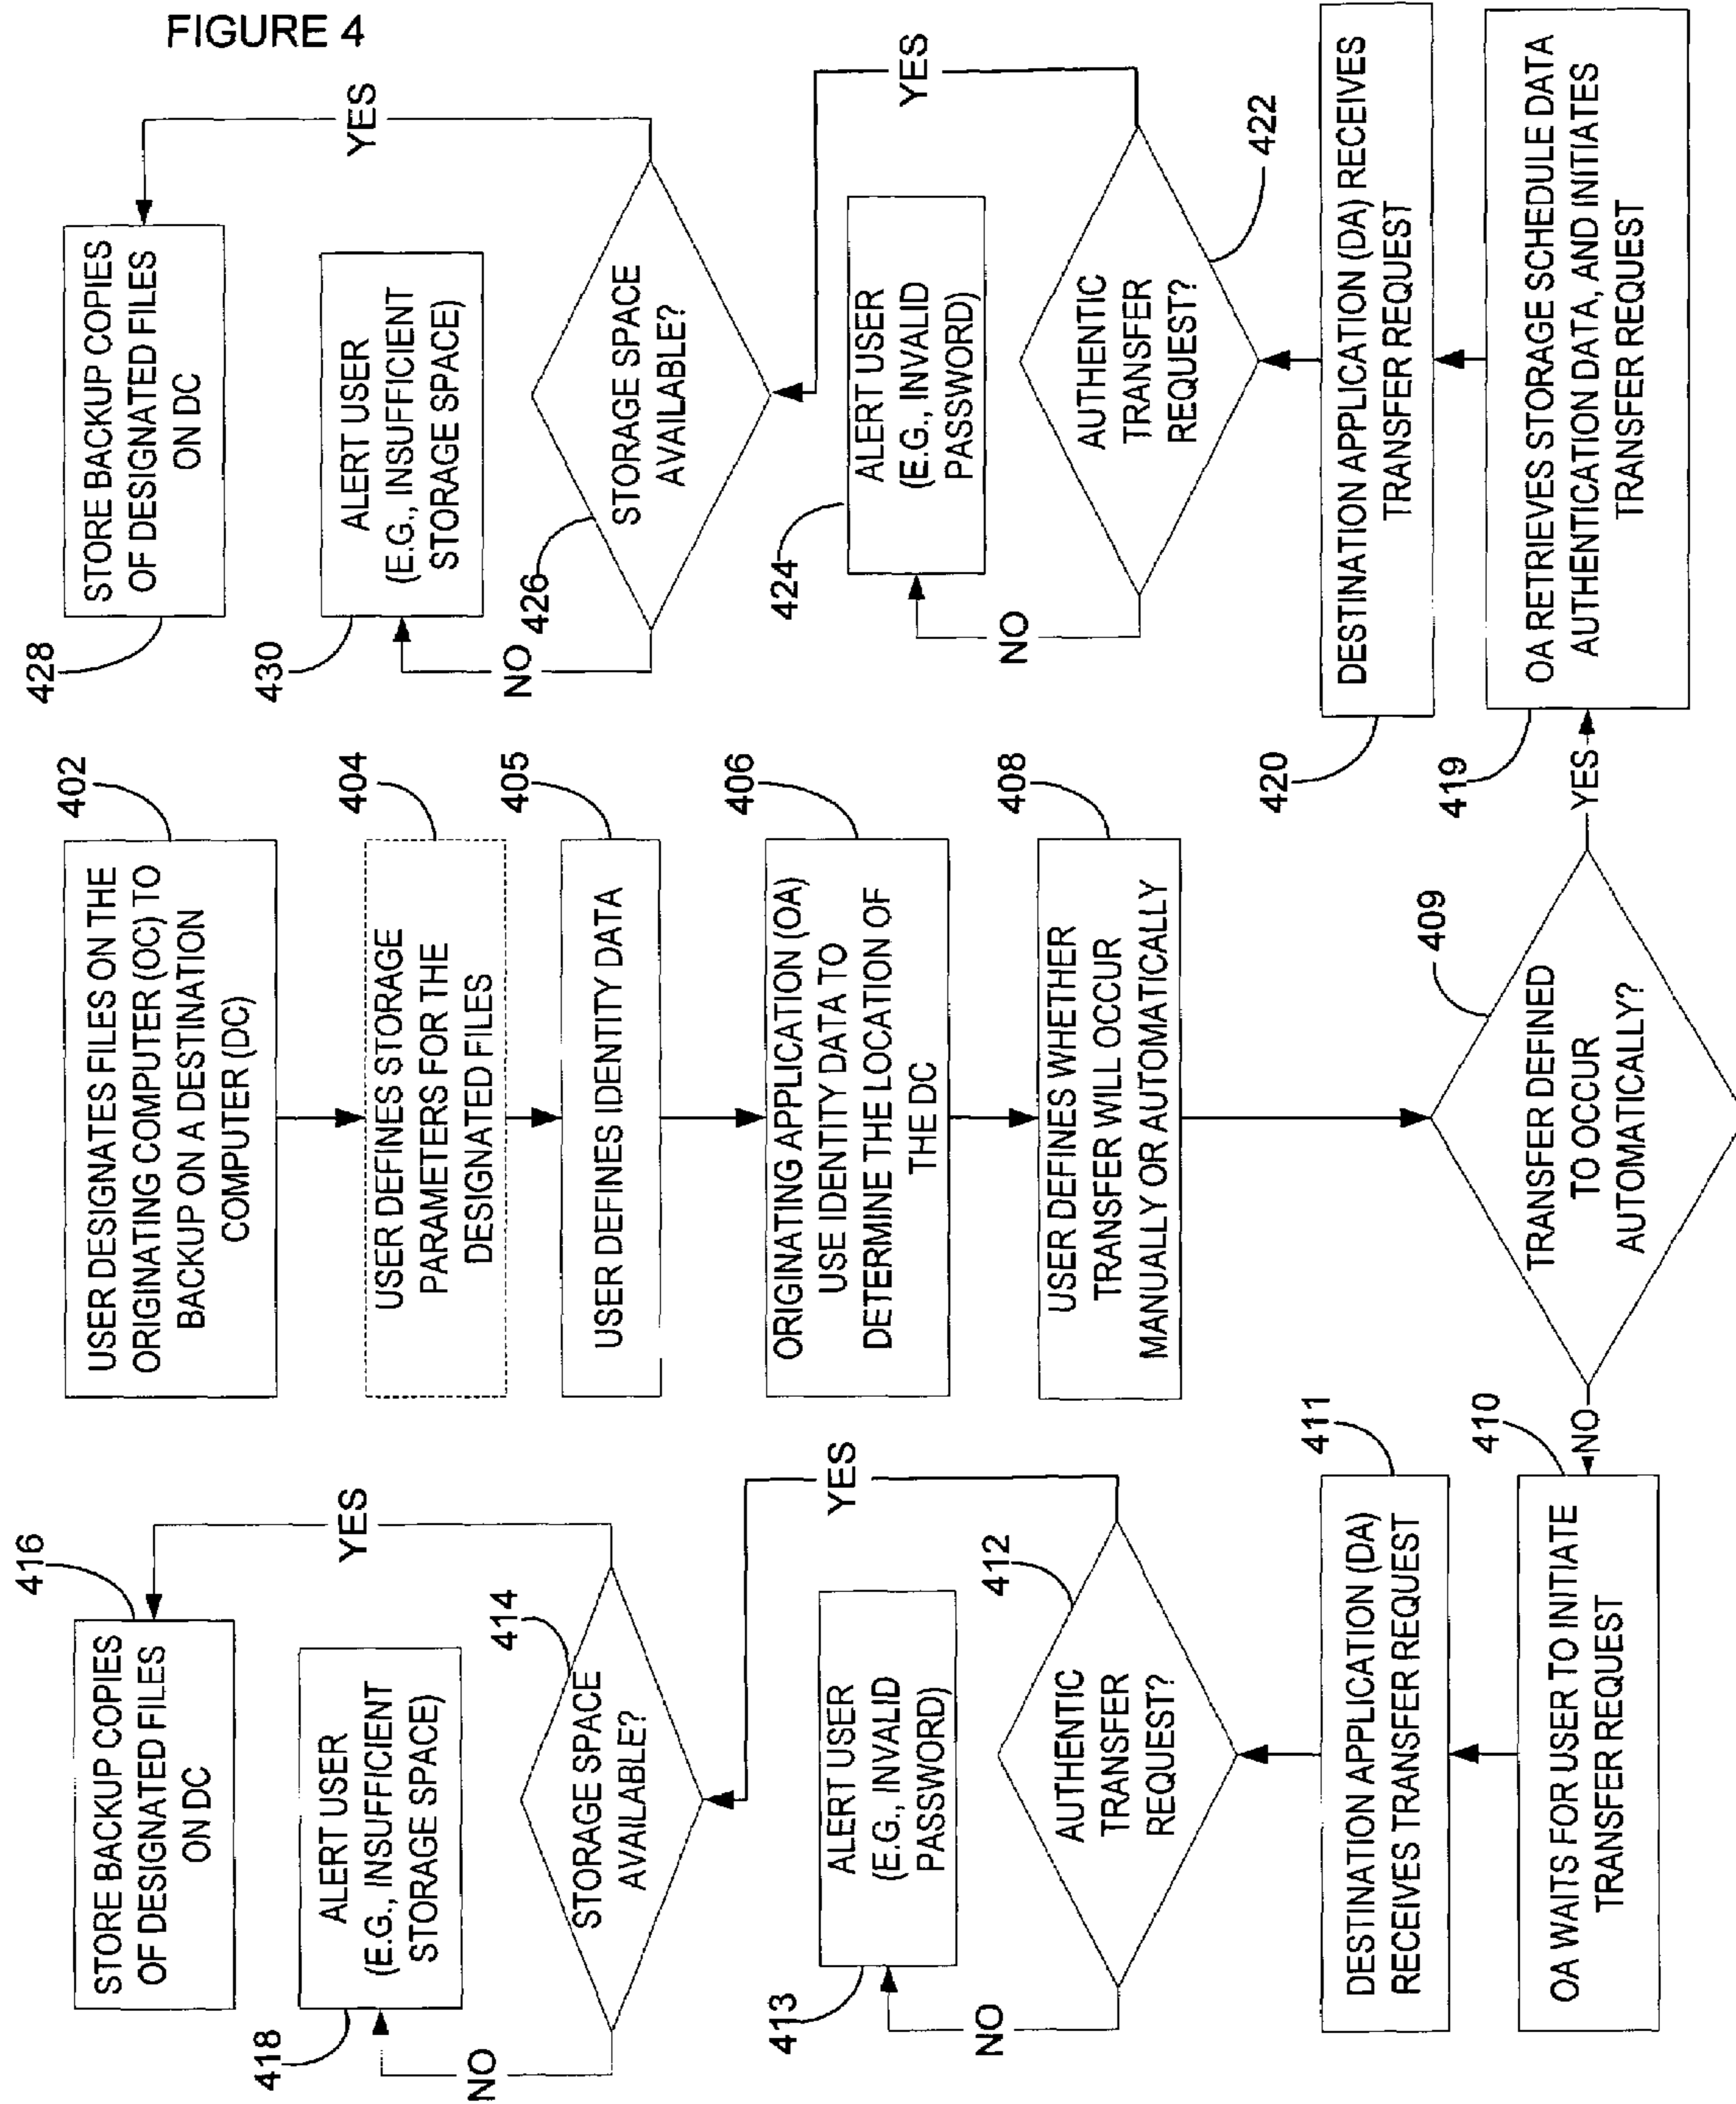 FIGURE 4
402
USER DESIGNATES FILES ON THE
ORIGINATING COMPUTER (OC) TO
BACKUP ON A DESTINATION
COMPUTER (DC)
404
USER DEFINES STORAGE
PARAMETERS FOR THE
DESIGNATED FILES
405
USER DEFINES IDENTITY DATA
406
ORIGINATING APPLICATION (OA)
USE IDENTITY DATA TO
DETERMINE THE LOCATION OF
THE DC
408
USER DEFINES WHETHER
TRANSFER WILL OCCUR
MANUALLY OR AUTOMATICALLY
409
TRANSFER DEFINED
TO OCCUR
AUTOMATICALLY?
NO
YES
410
OA WAITS FOR USER TO INITIATE
TRANSFER REQUEST
411
DESTINATION APPLICATION (DA)
RECEIVES TRANSFER REQUEST
412
AUTHENTIC
TRANSFER
REQUEST?
NO
YES
413
ALERT USER
(E.G., INVALID
PASSWORD)
414
STORAGE SPACE
AVAILABLE?
NO
YES
418
ALERT USER
(E.G., INSUFFICIENT
STORAGE SPACE)
416
STORE BACKUP COPIES
OF DESIGNATED FILES
ON DC
419
OA RETRIEVES STORAGE SCHEDULE DATA
AUTHENTICATION DATA, AND INITIATES
TRANSFER REQUEST
420
DESTINATION APPLICATION (DA) RECEIVES
TRANSFER REQUEST
422
AUTHENTIC
TRANSFER
REQUEST?
NO
YES
424
ALERT USER
(E.G., INVALID
PASSWORD)
426
STORAGE SPACE
AVAILABLE?
NO
YES
430
ALERT USER
(E.G., INSUFFICIENT
STORAGE SPACE)
428
STORE BACKUP COPIES
OF DESIGNATED FILES
ON DC